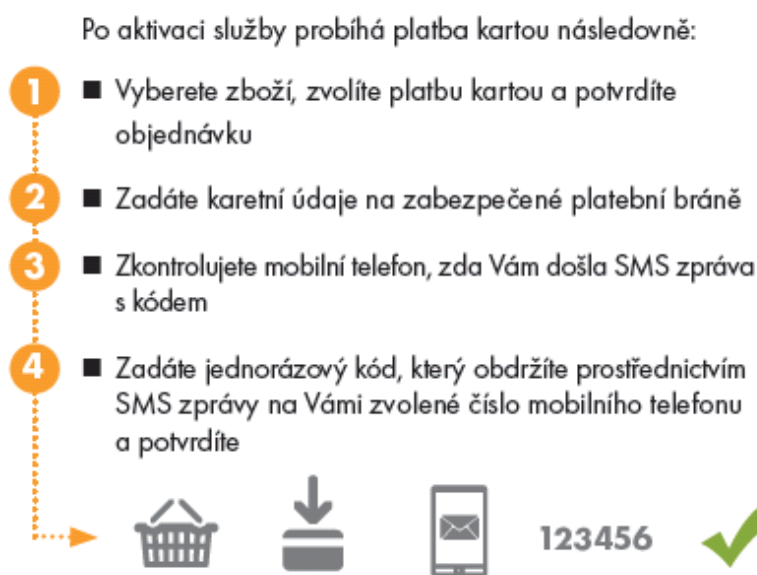 Po aktivaci služby probíhá platba kartou následovně:
1 ■ Vyberete zboží, zvolíte platbu kartou a potvrdíte
objednávku
2 ■ Zadáte karetní údaje na zabezpečené platební bráně
3 ■ Zkontrolujete mobilní telefon, zda Vám došla SMS zpráva
s kódem
4 ■ Zadáte jednorázový kód, který obdržíte prostřednictvím
SMS zprávy na Vámi zvolené číslo mobilního telefonu
a potvrdíte
123456